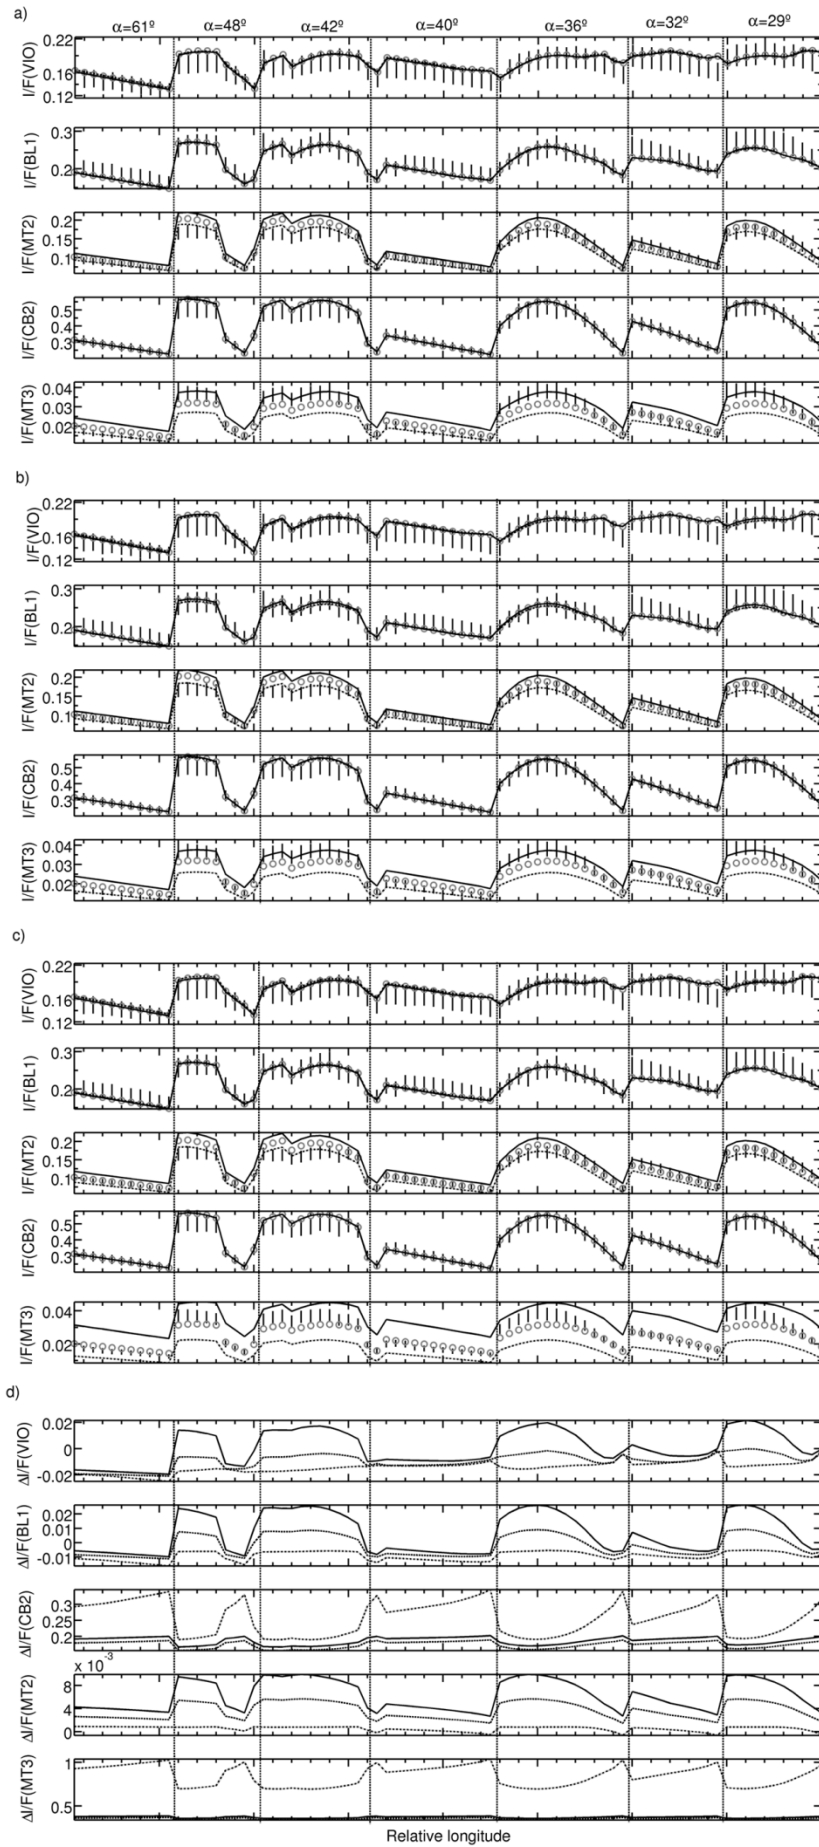 a)
α=61º α=48º α=42º α=40º α=36º α=32º α=29º
0.22
0.16
0.12
I/F(VIO)
0.3
0.2
I/F(BL1)
0.2
0.15
0.1
I/F(MT2)
0.5
0.4
0.3
I/F(CB2)
0.04
0.03
0.02
I/F(MT3)
b)
0.22
0.16
0.12
I/F(VIO)
0.3
0.2
I/F(BL1)
0.2
0.15
0.1
I/F(MT2)
0.5
0.4
0.3
I/F(CB2)
0.04
0.03
0.02
I/F(MT3)
c)
0.22
0.16
0.12
I/F(VIO)
0.3
0.2
I/F(BL1)
0.2
0.15
0.1
I/F(MT2)
0.5
0.4
0.3
I/F(CB2)
0.04
0.02
I/F(MT3)
d)
0.02
0
-0.02
ΔI/F(VIO)
0.02
0.01
0
-0.01
ΔI/F(BL1)
0.3
0.25
0.2
ΔI/F(CB2)
x 10⁻³
8
4
0
ΔI/F(MT2)
1
0.5
ΔI/F(MT3)
Relative longitude